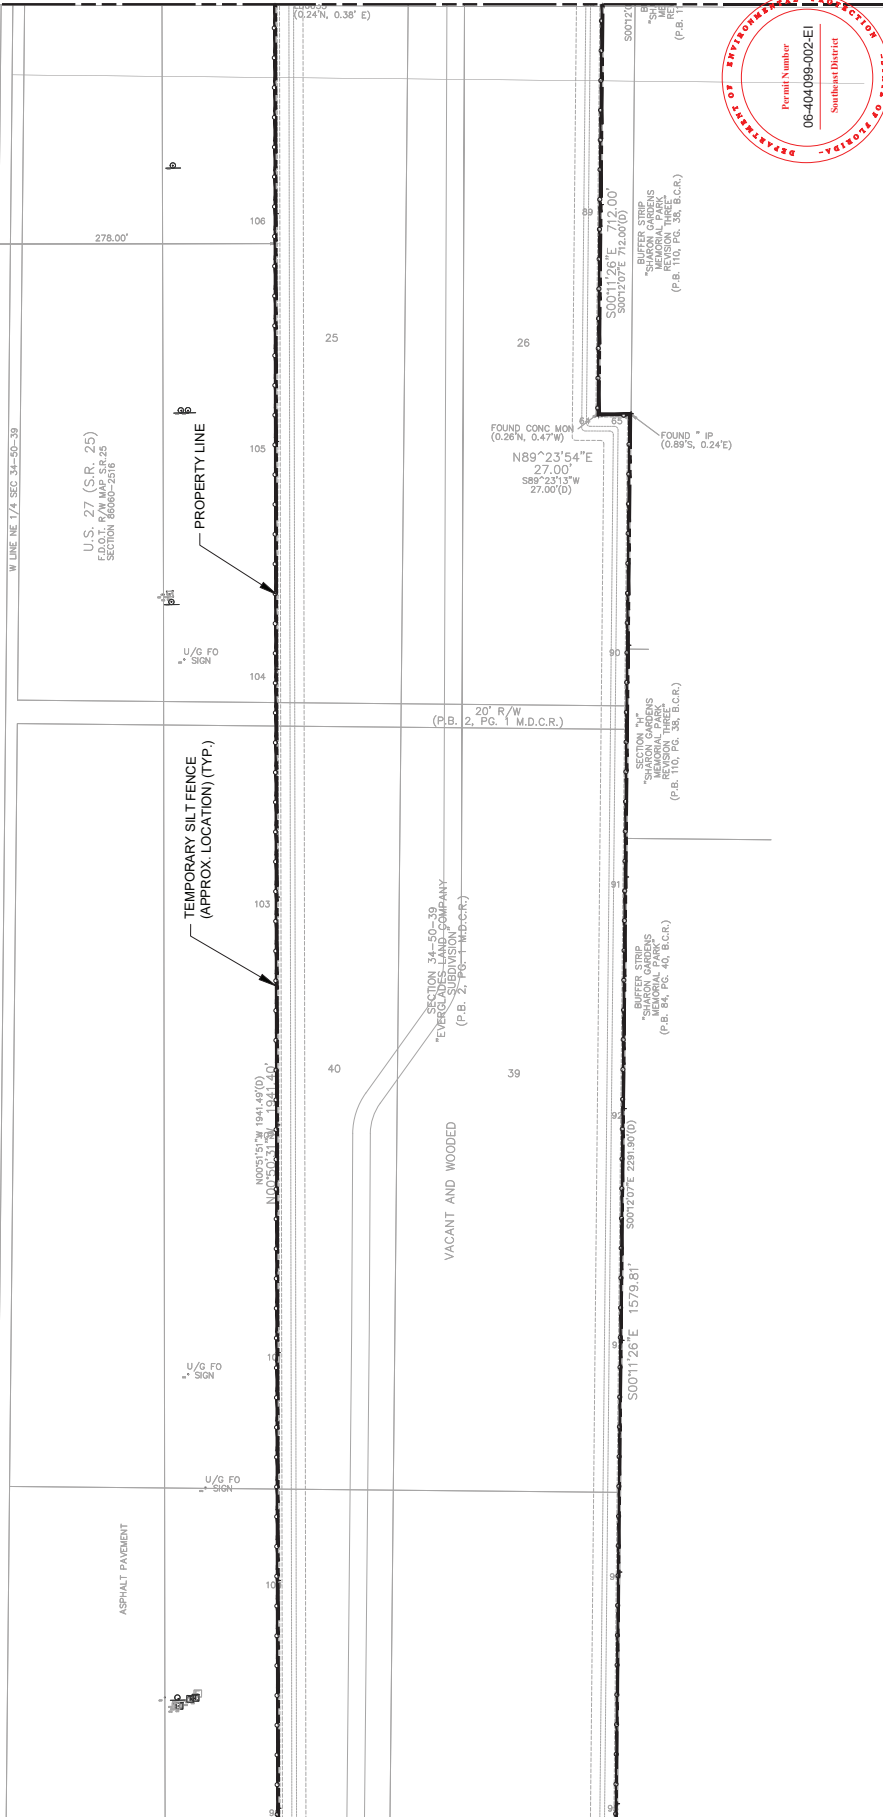 (0.24'N, 0.38' E)
DEPARTMENT OF ENVIRONMENTAL PROTECTION
STATE OF FLORIDA
Permit Number
06-404099-002-EI
Southeast District
106
278.00'
89
S00°11'26"E 712.00'
S00°12'07"E 712.00'(D)
BUFFER STRIP
"SHARON GARDENS
MEMORIAL PARK
REVISION THREE"
(P.B. 110, PG. 38, B.C.R.)
25
26
64
65
FOUND CONC MON
(0.26'N, 0.47'W)
FOUND " IP
(0.89'S, 0.24'E)
N89^23'54"E
27.00'
S89^23'13"W
27.00'(D)
W LINE NE 1/4 SEC 34-50-39
U.S. 27 (S.R. 25)
F.D.O.T. R/W MAP S.R.25
SECTION 86060-2516
105
PROPERTY LINE
U/G FO
SIGN
104
90
20' R/W
(P.B. 2, PG. 1 M.D.C.R.)
SECTION "H"
"SHARON GARDENS
MEMORIAL PARK
REVISION THREE"
(P.B. 110, PG. 38, B.C.R.)
TEMPORARY SILT FENCE
(APPROX. LOCATION) (TYP.)
103
91
SECTION 34-50-39
"EVERGLADES LAND COMPANY
SUBDIVISION"
(P.B. 2, PG. 1 M.D.C.R.)
BUFFER STRIP
"SHARON GARDENS
MEMORIAL PARK"
(P.B. 84, PG. 40, B.C.R.)
40
39
N00°51'51"W 1941.49'(D)
N00°50'31"W 1941.40'
92
S00°12'07"E 2291.90'(D)
VACANT AND WOODED
S00°11'26"E 1579.81'
U/G FO
SIGN
U/G FO
SIGN
ASPHALT PAVEMENT